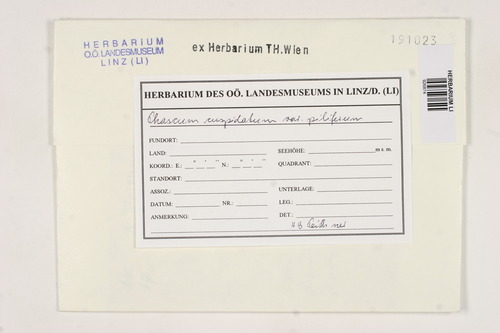 HERBARIUM
O.Ö. LANDESMUSEUM
LINZ (LI)
ex Herbarium TH.Wien
191023
HERBARIUM LI
HERBARIUM DES OÖ. LANDESMUSEUMS IN LINZ/D. (LI)
Phascum cuspidatum var. piliferum
FUNDORT:
LAND: SEEHÖHE: m s. m.
KOORD.: E.: ° ' " N.: ° ' " QUADRANT:
STANDORT:
ASSOZ.: UNTERLAGE:
DATUM: NR.: LEG.:
ANMERKUNG: DET.: